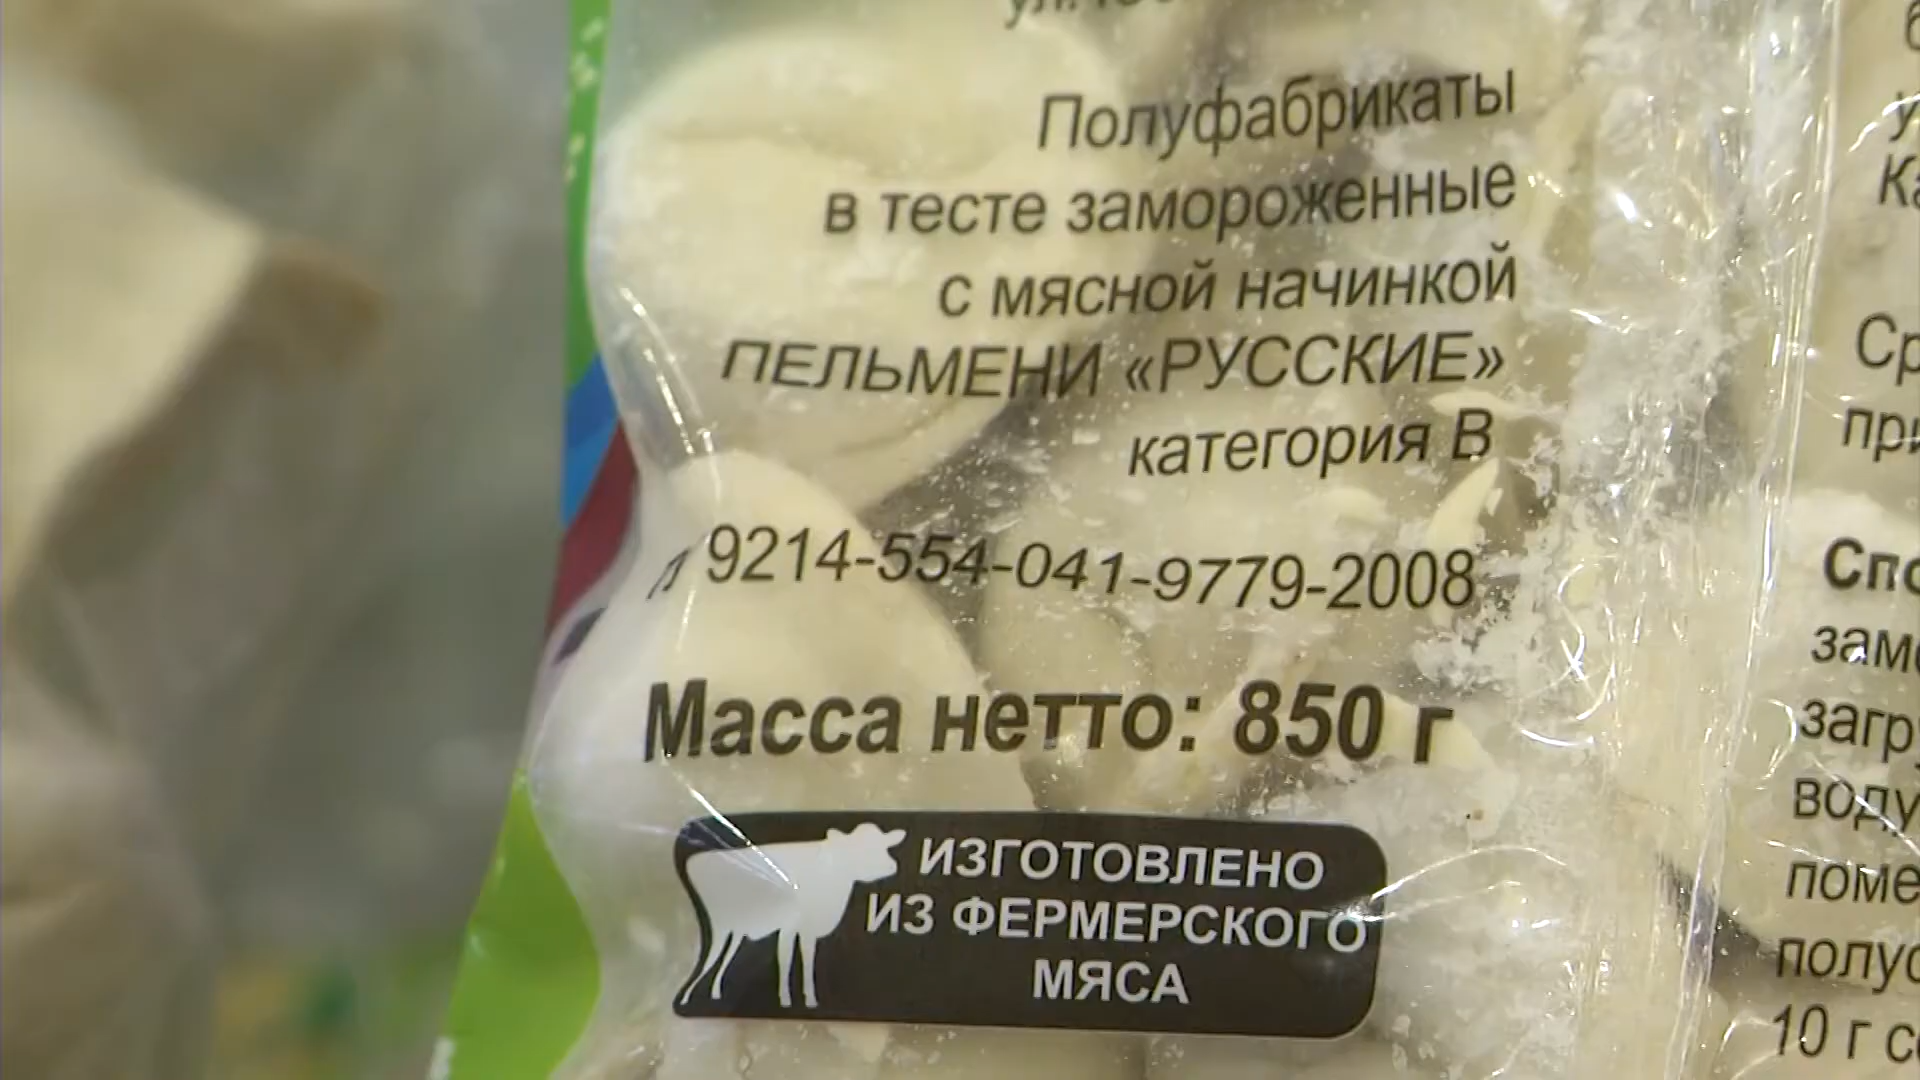 Полуфабрикаты
в тесте замороженные
с мясной начинкой
ПЕЛЬМЕНИ «РУССКИЕ»
категория В
9214-554-041-9779-2008
Масса нетто: 850 г
ИЗГОТОВЛЕНО
ИЗ ФЕРМЕРСКОГО
МЯСА
10 г